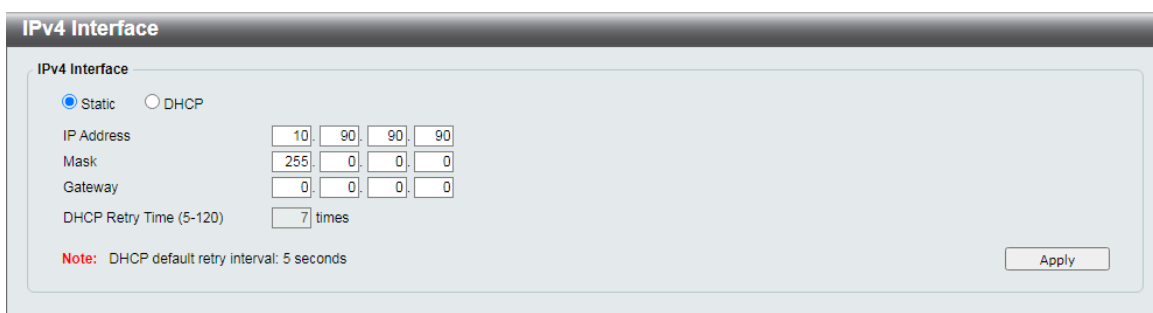 IPv4 Interface
IPv4 Interface
Static DHCP
IP Address 10. 90. 90. 90
Mask 255. 0. 0. 0
Gateway 0. 0. 0. 0
DHCP Retry Time (5-120) 7 times
Note: DHCP default retry interval: 5 seconds Apply